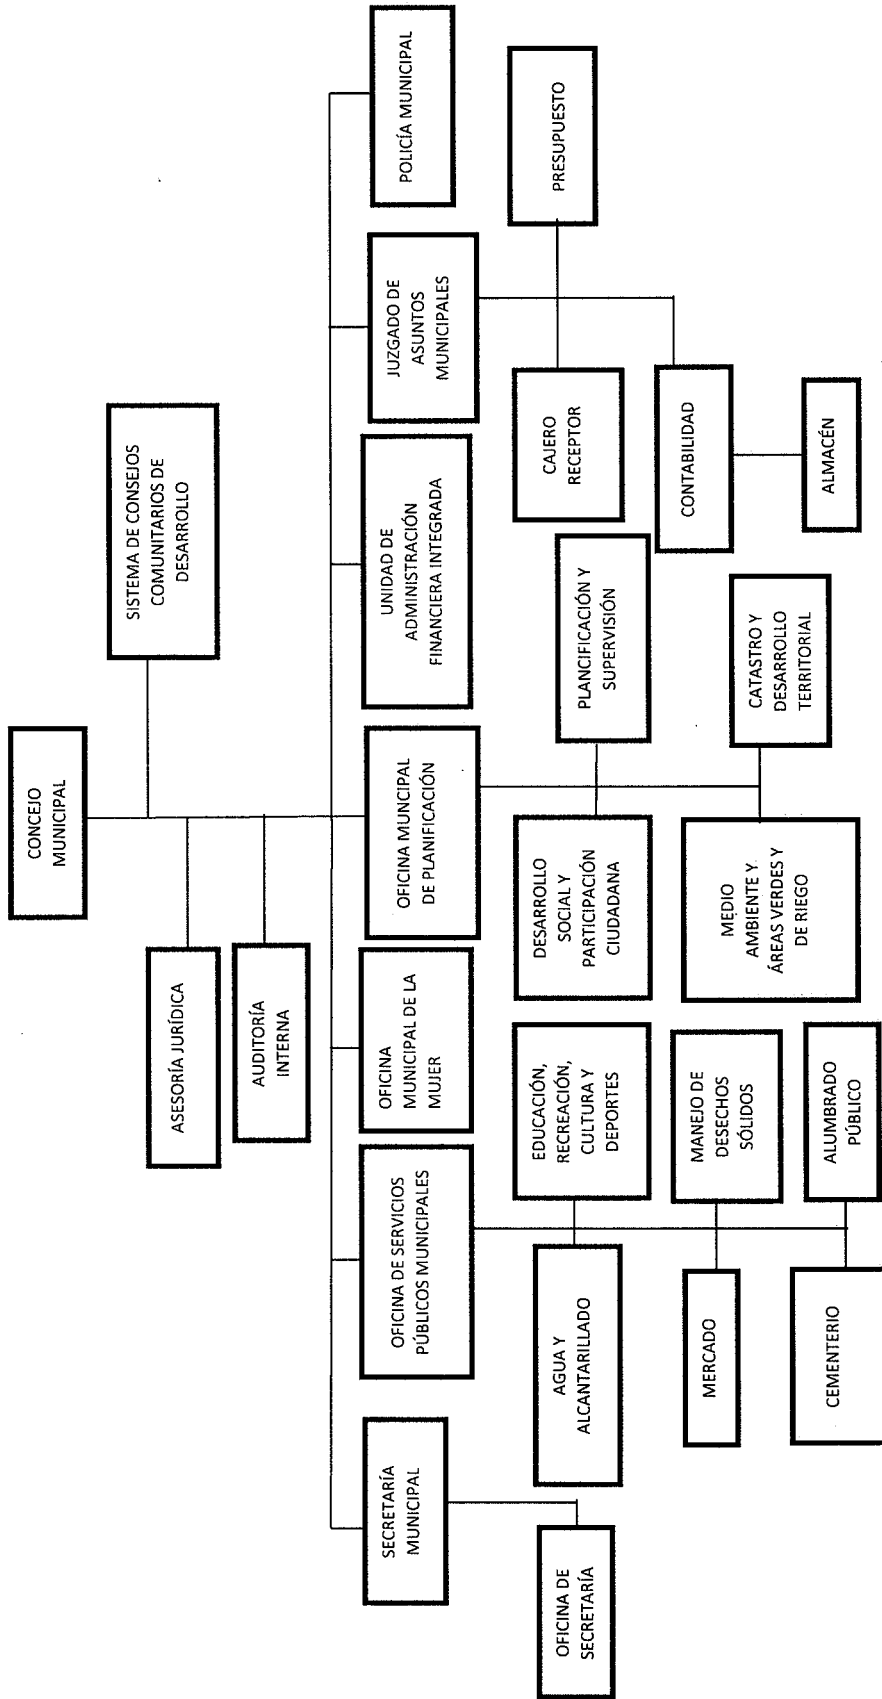 CONCEJO
MUNICIPAL
SISTEMA DE CONSEJOS
COMUNITARIOS DE
DESARROLLO
ASESORÍA JURÍDICA
AUDITORÍA
INTERNA
SECRETARÍA
MUNICIPAL
OFICINA DE SERVICIOS
PÚBLICOS MUNICIPALES
OFICINA
MUNICIPAL DE LA
MUJER
OFICINA MUNCIPAL
DE PLANIFICACIÓN
UNIDAD DE
ADMINISTRACIÓN
FINANCIERA INTEGRADA
JUZGADO DE
ASUNTOS
MUNICIPALES
POLICÍA MUNICIPAL
OFICINA DE
SECRETARÍA
AGUA Y
ALCANTARILLADO
EDUCACIÓN,
RECREACIÓN,
CULTURA Y
DEPORTES
MERCADO
MANEJO DE
DESECHOS
SÓLIDOS
CEMENTERIO
ALUMBRADO
PÚBLICO
DESARROLLO
SOCIAL Y
PARTICIPACIÓN
CIUDADANA
PLANCIFICACIÓN Y
SUPERVISIÓN
MEDIO
AMBIENTE Y
ÁREAS VERDES Y
DE RIEGO
CATASTRO Y
DESARROLLO
TERRITORIAL
CAJERO
RECEPTOR
PRESUPUESTO
CONTABILIDAD
ALMACÉN